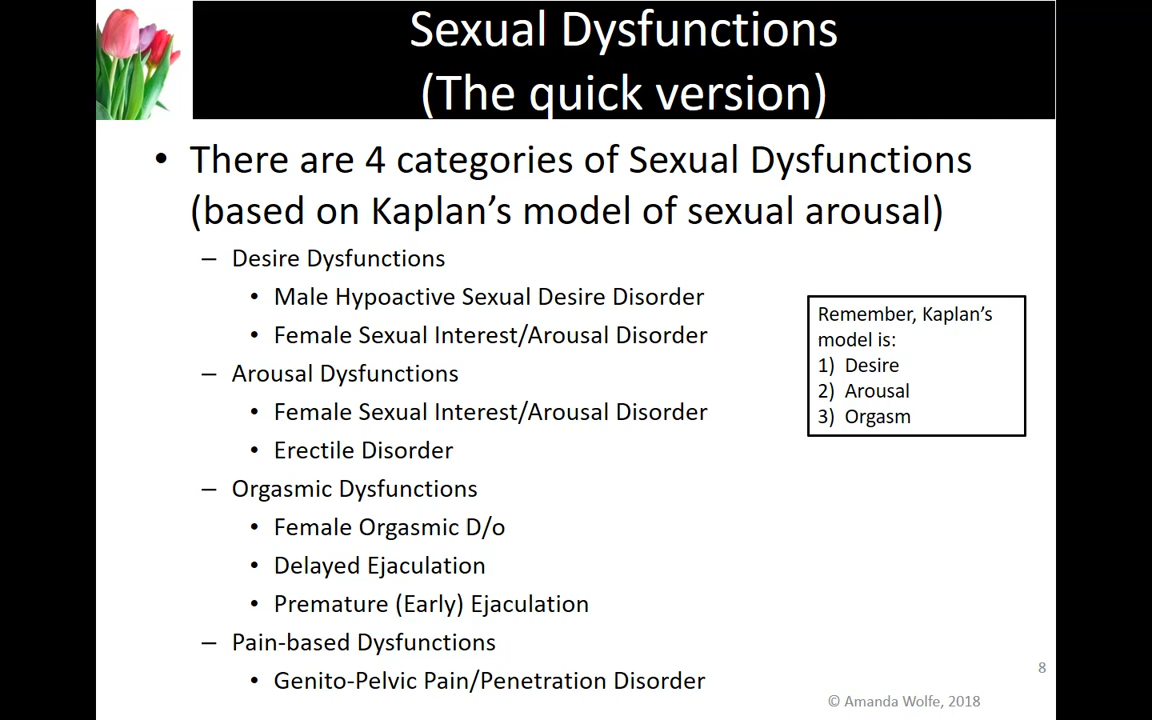 Sexual Dysfunctions
(The quick version)
• There are 4 categories of Sexual Dysfunctions
(based on Kaplan’s model of sexual arousal)
– Desire Dysfunctions
• Male Hypoactive Sexual Desire Disorder
• Female Sexual Interest/Arousal Disorder
– Arousal Dysfunctions
• Female Sexual Interest/Arousal Disorder
• Erectile Disorder
– Orgasmic Dysfunctions
• Female Orgasmic D/o
• Delayed Ejaculation
• Premature (Early) Ejaculation
– Pain-based Dysfunctions
• Genito-Pelvic Pain/Penetration Disorder
Remember, Kaplan’s
model is:
1) Desire
2) Arousal
3) Orgasm
8
© Amanda Wolfe, 2018